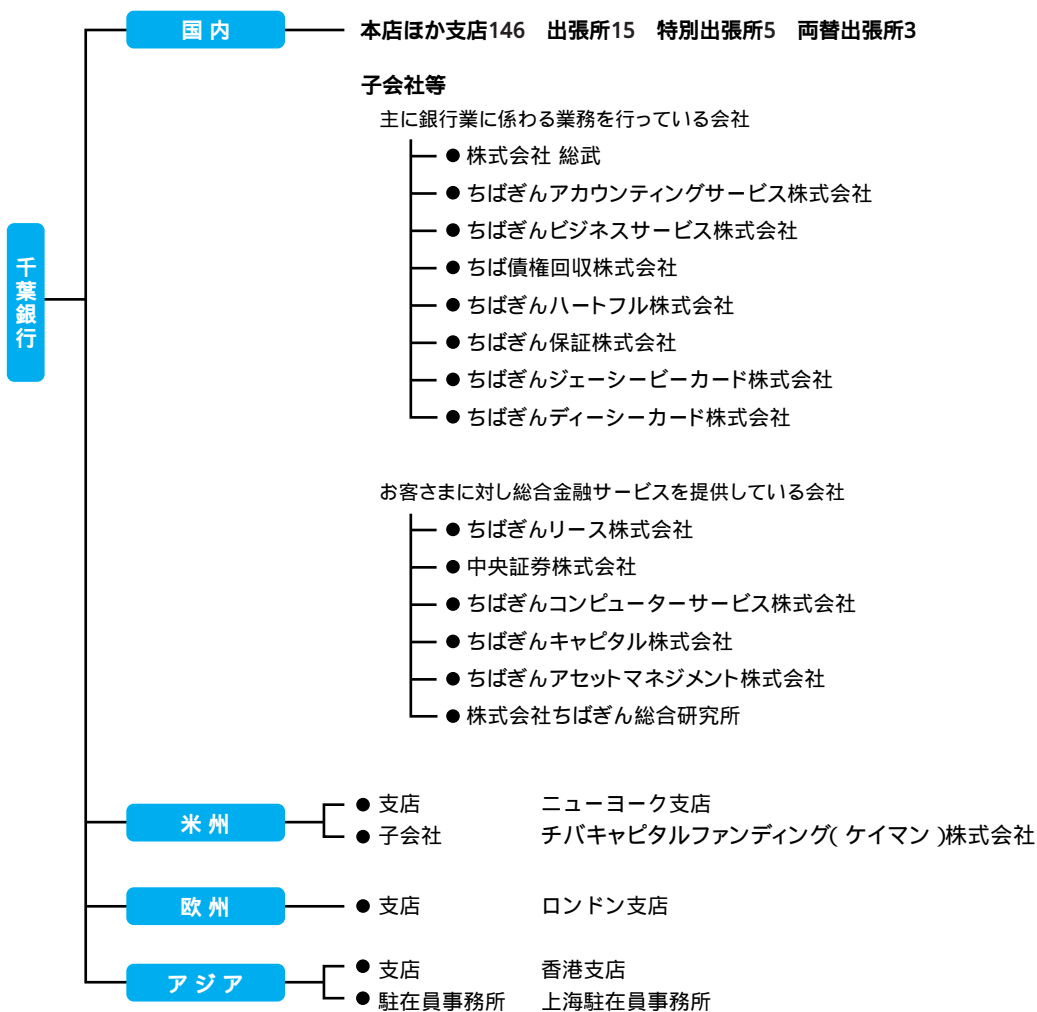 国内 本店ほか支店146 出張所15 特別出張所5 両替出張所3
子会社等
主に銀行業に係わる業務を行っている会社
●株式会社 総武
●ちばぎんアカウンティングサービス株式会社
●ちばぎんビジネスサービス株式会社
●ちば債権回収株式会社
●ちばぎんハートフル株式会社
●ちばぎん保証株式会社
●ちばぎんジェーシービーカード株式会社
●ちばぎんディーシーカード株式会社
千葉銀行
お客さまに対し総合金融サービスを提供している会社
●ちばぎんリース株式会社
●中央証券株式会社
●ちばぎんコンピューターサービス株式会社
●ちばぎんキャピタル株式会社
●ちばぎんアセットマネジメント株式会社
●株式会社ちばぎん総合研究所
米州
●支店 ニューヨーク支店
●子会社 チバキャピタルファンディング(ケイマン)株式会社
欧州 ●支店 ロンドン支店
アジア
●支店 香港支店
●駐在員事務所 上海駐在員事務所